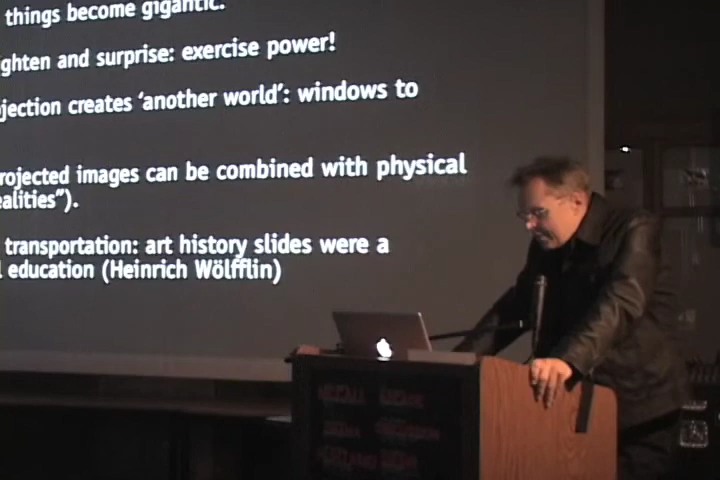 things become gigantic.
ghten and surprise: exercise power!
jection creates ‘another world’: windows to
rojected images can be combined with physical
ealities”).
transportation: art history slides were a
l education (Heinrich Wölfflin)